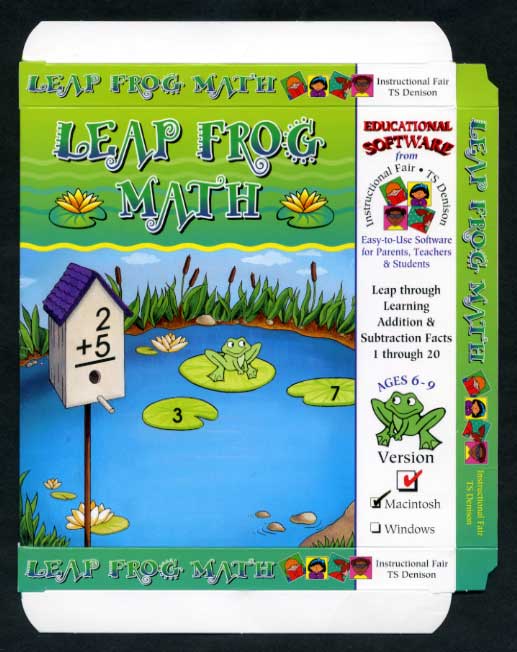 LEAP FROG MATH
Instructional Fair
TS Denison
LEAP FROG
MATH
2
+5
3
7
EDUCATIONAL
SOFTWARE
from
Instructional Fair • TS Denison
Easy-to-Use Software
for Parents, Teachers
& Students
Leap through
Learning
Addition &
Subtraction Facts
1 through 20
AGES 6-9
Version
Macintosh
Windows
LEAP FROG MATH
Instructional Fair
TS Denison
LEAP FROG MATH
Instructional Fair
TS Denison